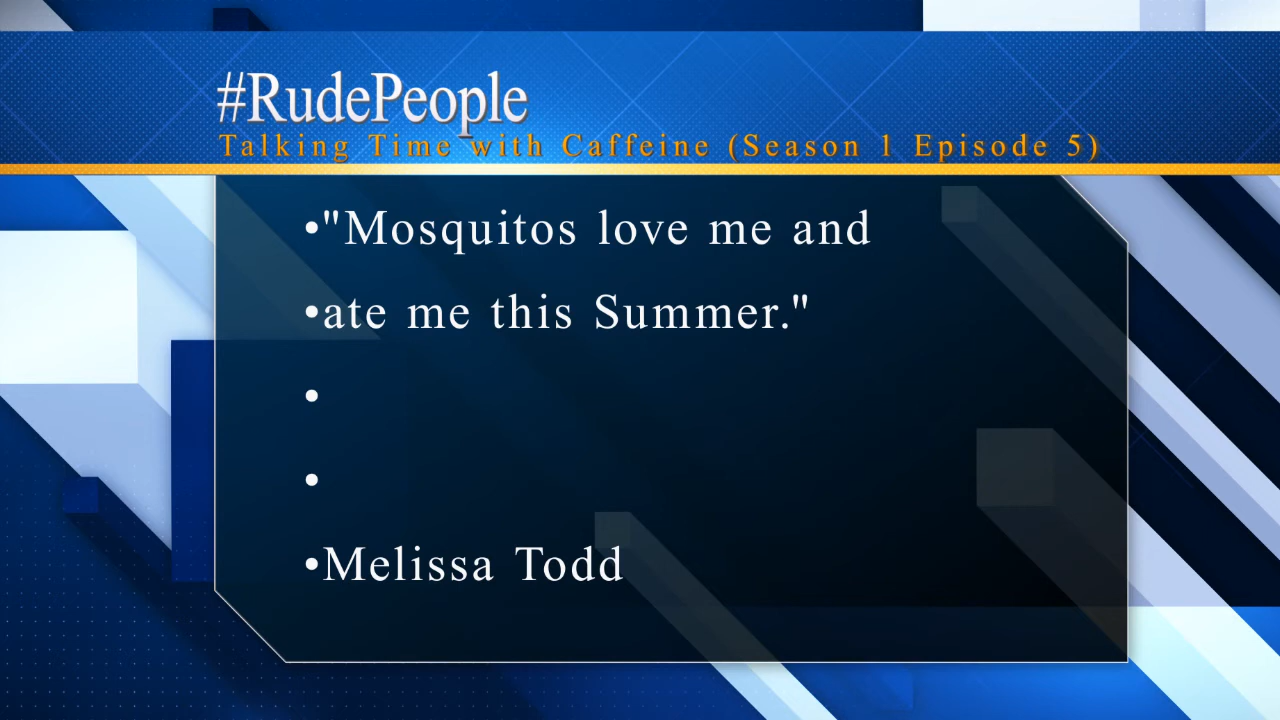 #RudePeople
Talking Time with Caffeine (Season 1 Episode 5)
•"Mosquitos love me and
•ate me this Summer."
•
•
•Melissa Todd